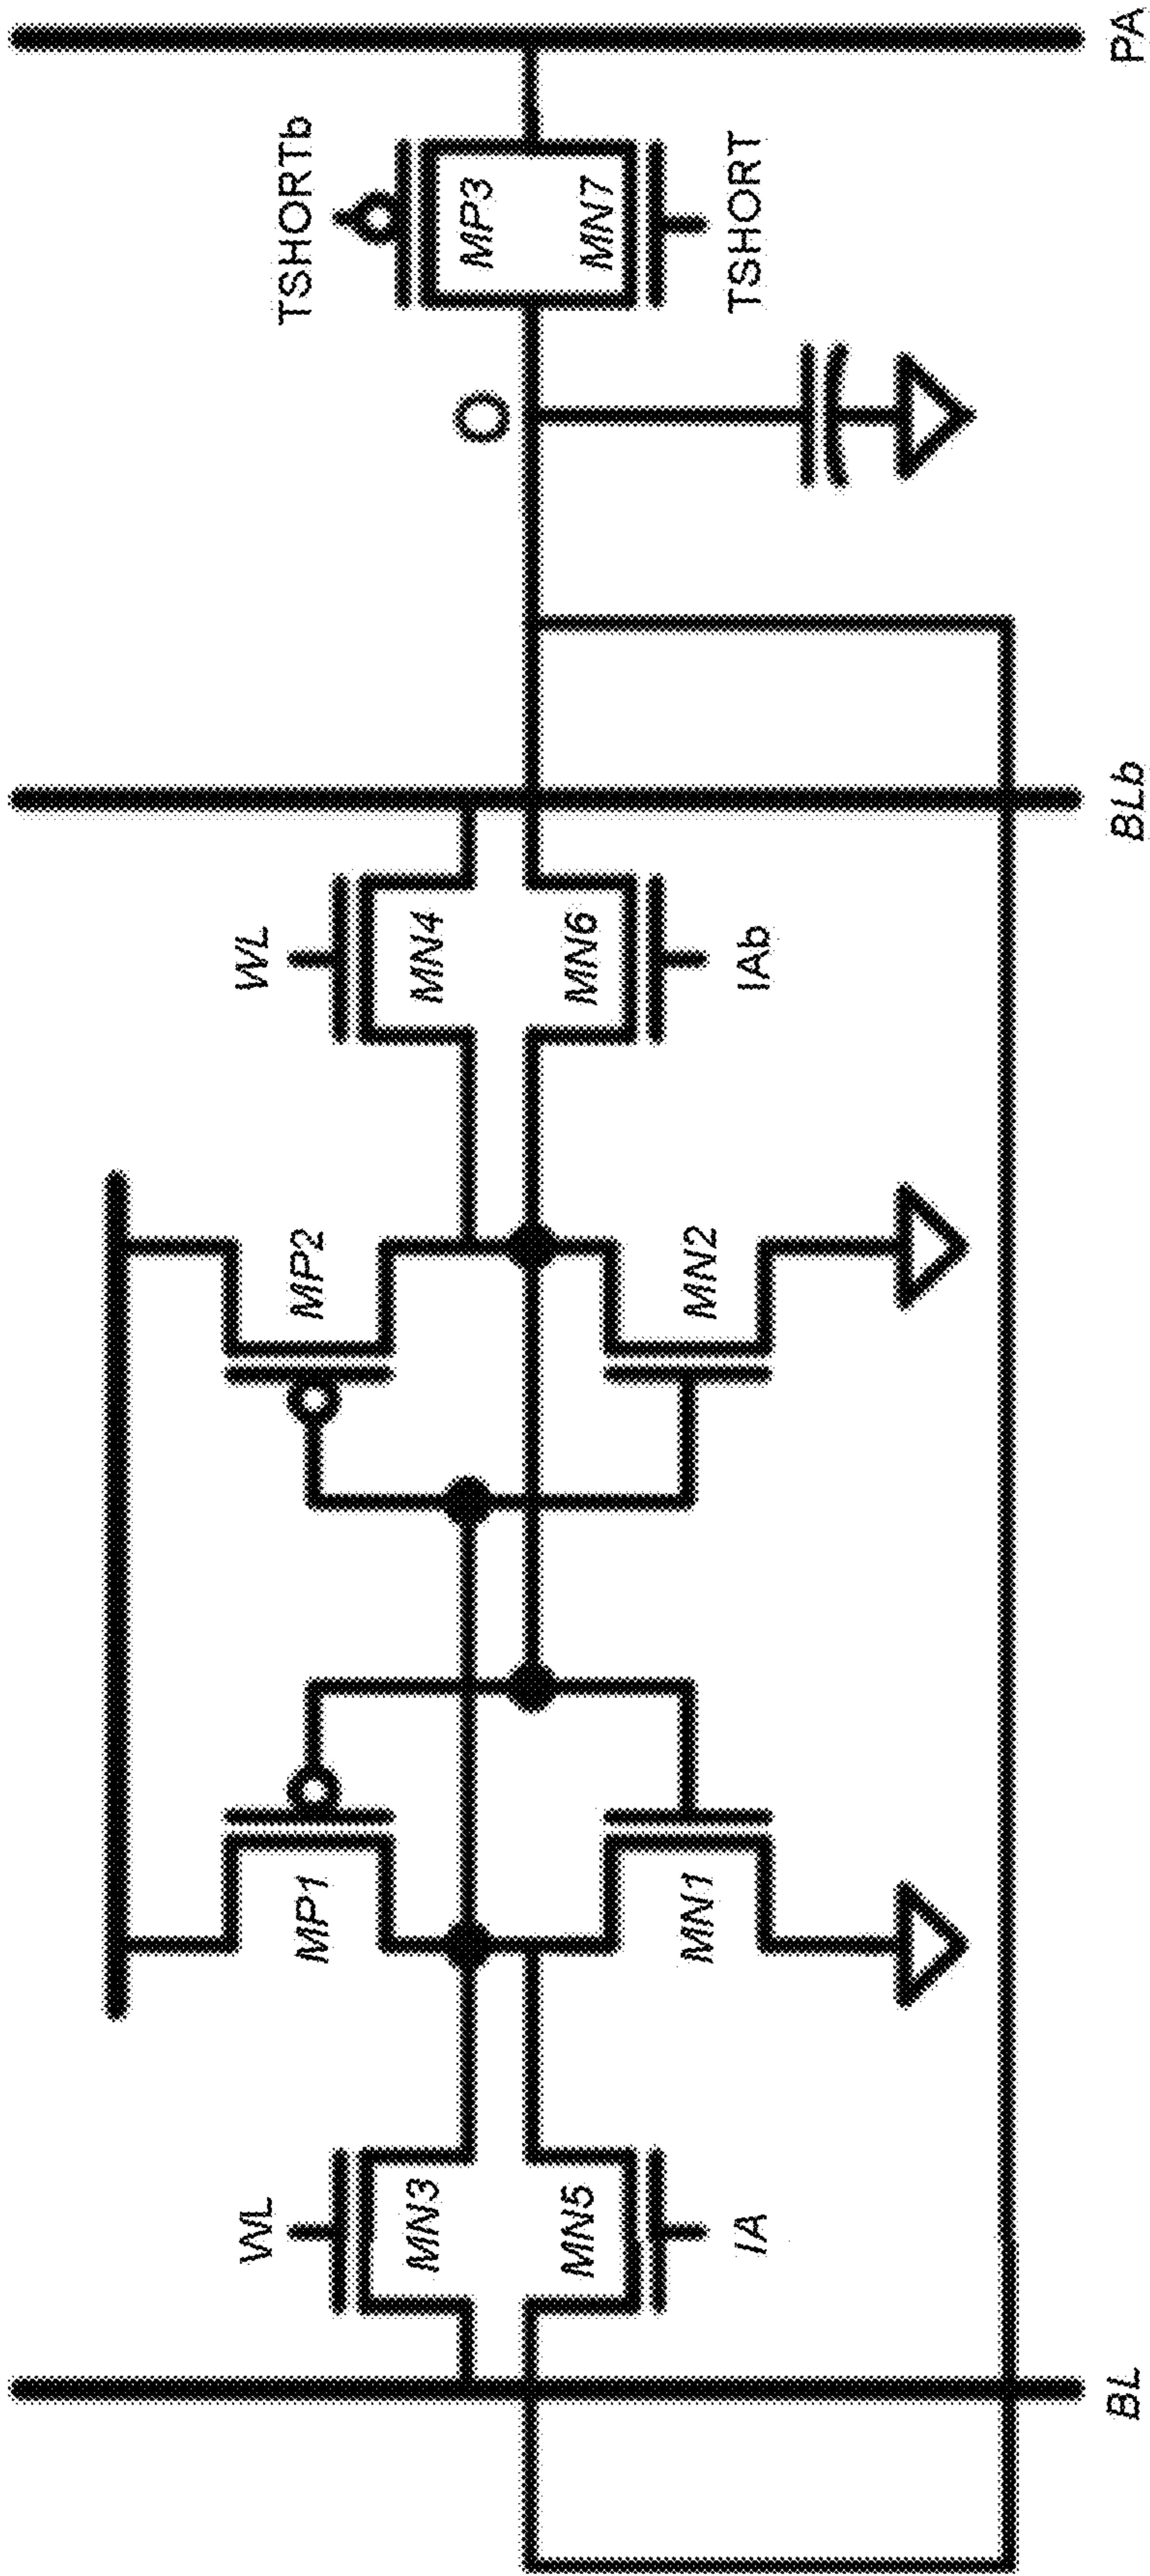 WL
WL
TSHORTb
MP1
MP2
MN3
MN4
O
MP3
MN5
MN6
MN7
MN1
MN2
IA
IAb
TSHORT
BL
BLb
PA